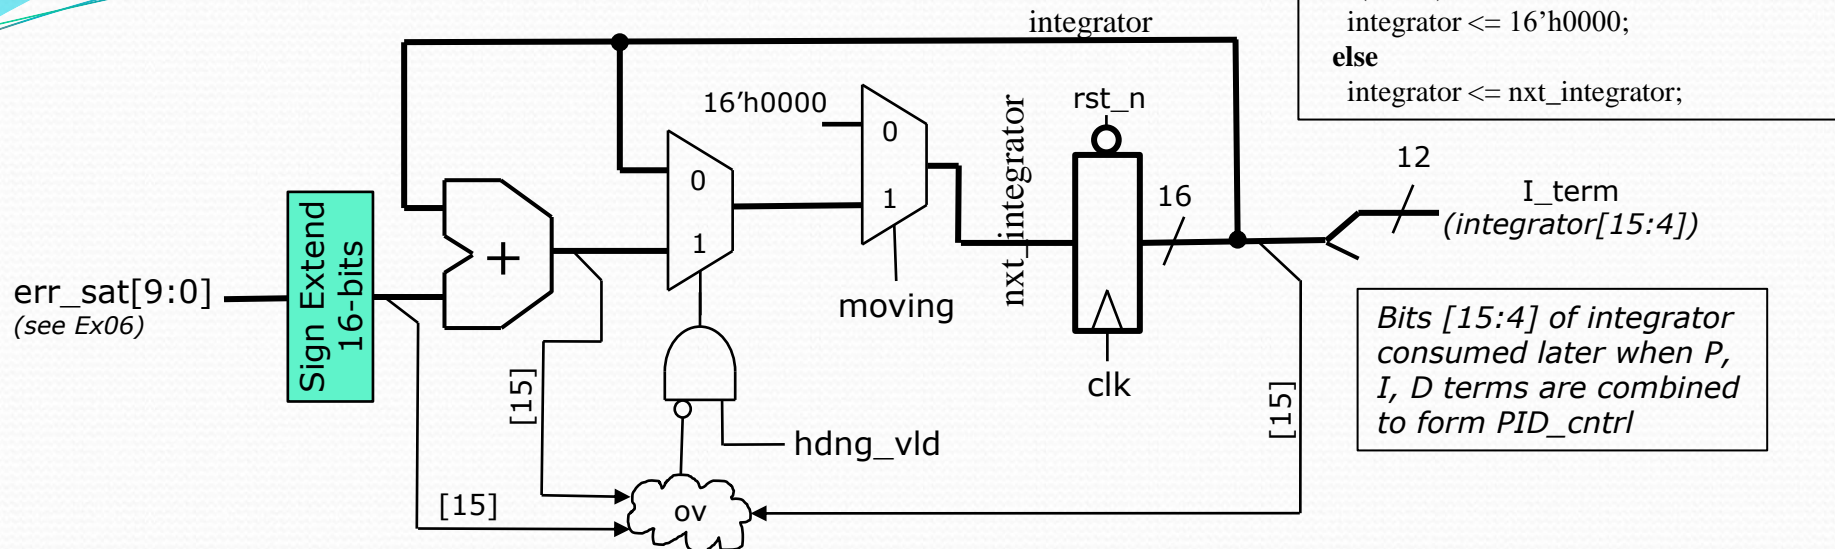 integrator
integrator <= 16’h0000;
else
integrator <= nxt_integrator;
16’h0000
0
1
0
1
+
nxt_integrator
rst_n
16
12
I_term
(integrator[15:4])
err_sat[9:0]
(see Ex06)
Sign Extend
16-bits
moving
clk
[15]
[15]
[15]
hdng_vld
ov
Bits [15:4] of integrator
consumed later when P,
I, D terms are combined
to form PID_cntrl